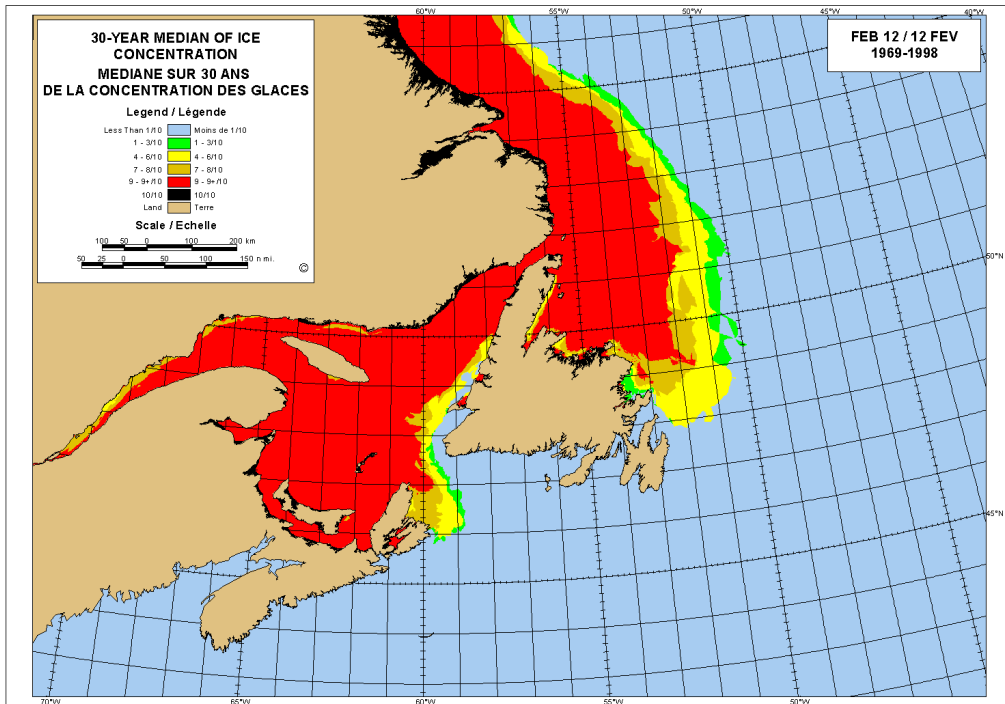 60°W
55°W
50°W
45°W
40°W
30-YEAR MEDIAN OF ICE
CONCENTRATION
MEDIANE SUR 30 ANS
DE LA CONCENTRATION DES GLACES
Legend / Légende
Less Than 1/10 Moins de 1/10
1 - 3/10 1 - 3/10
4 - 6/10 4 - 6/10
7 - 8/10 7 - 8/10
9 - 9+/10 9 - 9+/10
10/10 10/10
Land Terre
Scale / Echelle
100 50 0 100 200 km
50 25 0 50 100 150 n mi.
©
FEB 12 / 12 FEV
1969-1998
50°N
45°N
70°W
65°W
60°W
55°W
50°W